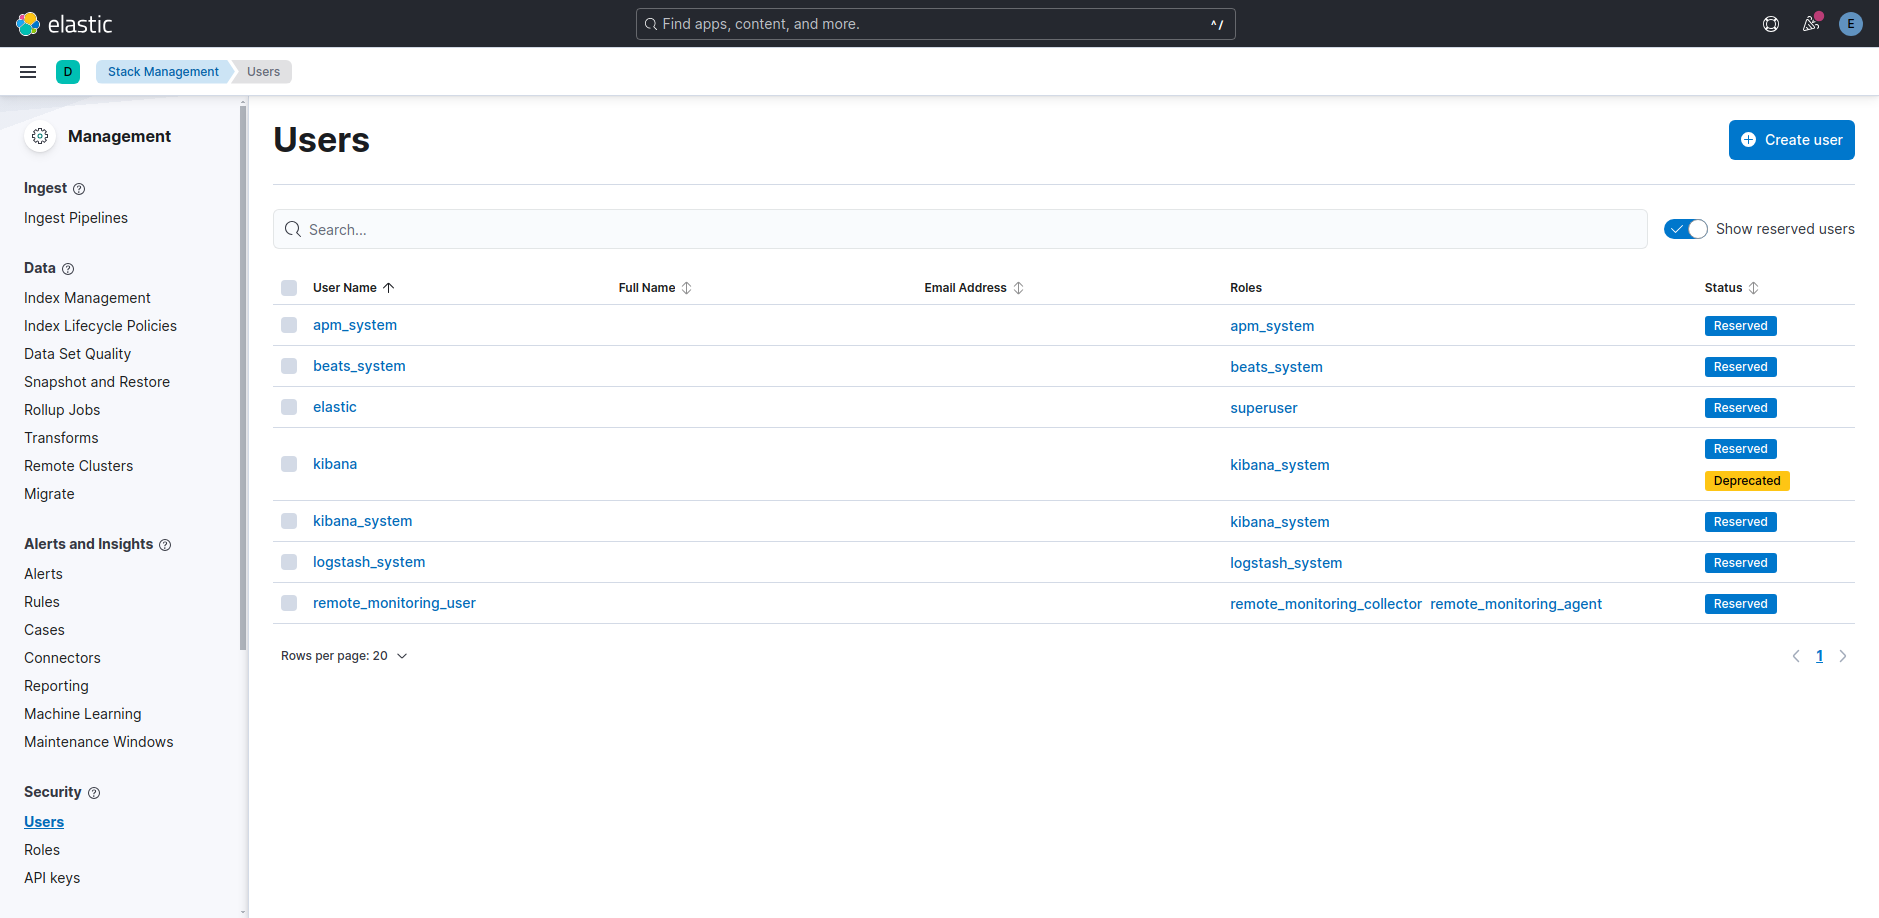 elastic
Find apps, content, and more.
^/
E
D
Stack Management
Users
Management
Ingest
Ingest Pipelines
Data
Index Management
Index Lifecycle Policies
Data Set Quality
Snapshot and Restore
Rollup Jobs
Transforms
Remote Clusters
Migrate
Alerts and Insights
Alerts
Rules
Cases
Connectors
Reporting
Machine Learning
Maintenance Windows
Security
Users
Roles
API keys
Users
Create user
Search...
Show reserved users
User Name Full Name Email Address Roles Status
apm_system apm_system Reserved
beats_system beats_system Reserved
elastic superuser Reserved
kibana kibana_system Reserved
Deprecated
kibana_system kibana_system Reserved
logstash_system logstash_system Reserved
remote_monitoring_user remote_monitoring_collector remote_monitoring_agent Reserved
Rows per page: 20
1